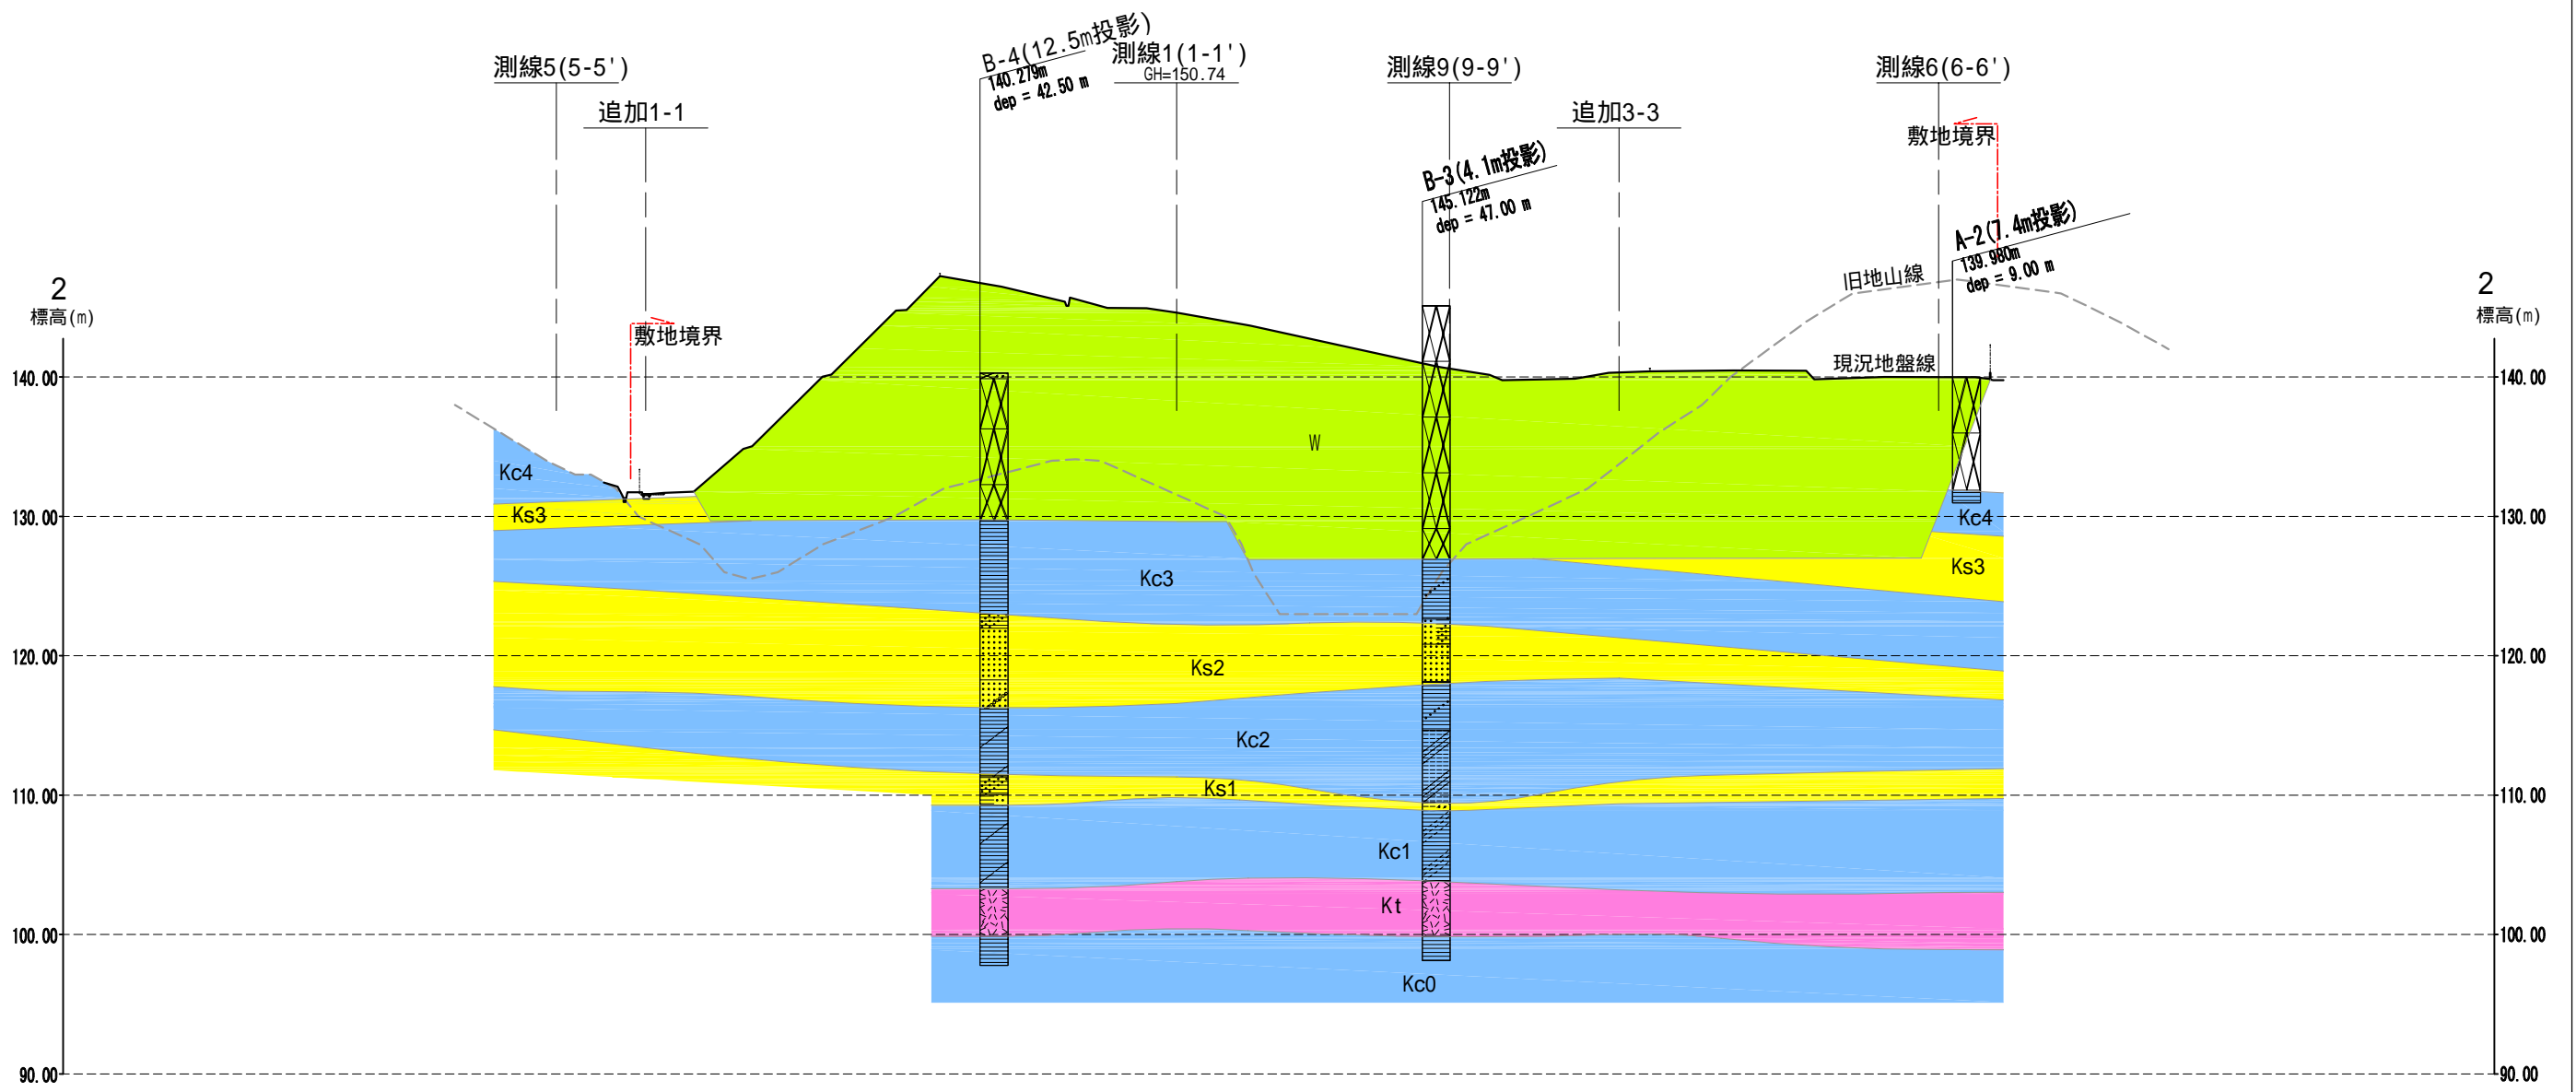 B-4(12.5m投影)
140.279m
dep = 42.50 m
測線5(5-5')
測線1(1-1')
GH=150.74
測線9(9-9')
測線6(6-6')
追加1-1
追加3-3
敷地境界
B-3(4.1m投影)
145.122m
dep = 47.00 m
A-2(7.4m投影)
139.980m
dep = 9.00 m
旧地山線
2
標高(m)
2
標高(m)
敷地境界
現況地盤線
140.00
140.00
W
Kc4
Ks3
130.00
130.00
Kc4
Ks3
Kc3
120.00
120.00
Ks2
Kc2
Ks1
110.00
110.00
Kc1
Kt
100.00
100.00
Kc0
90.00
90.00